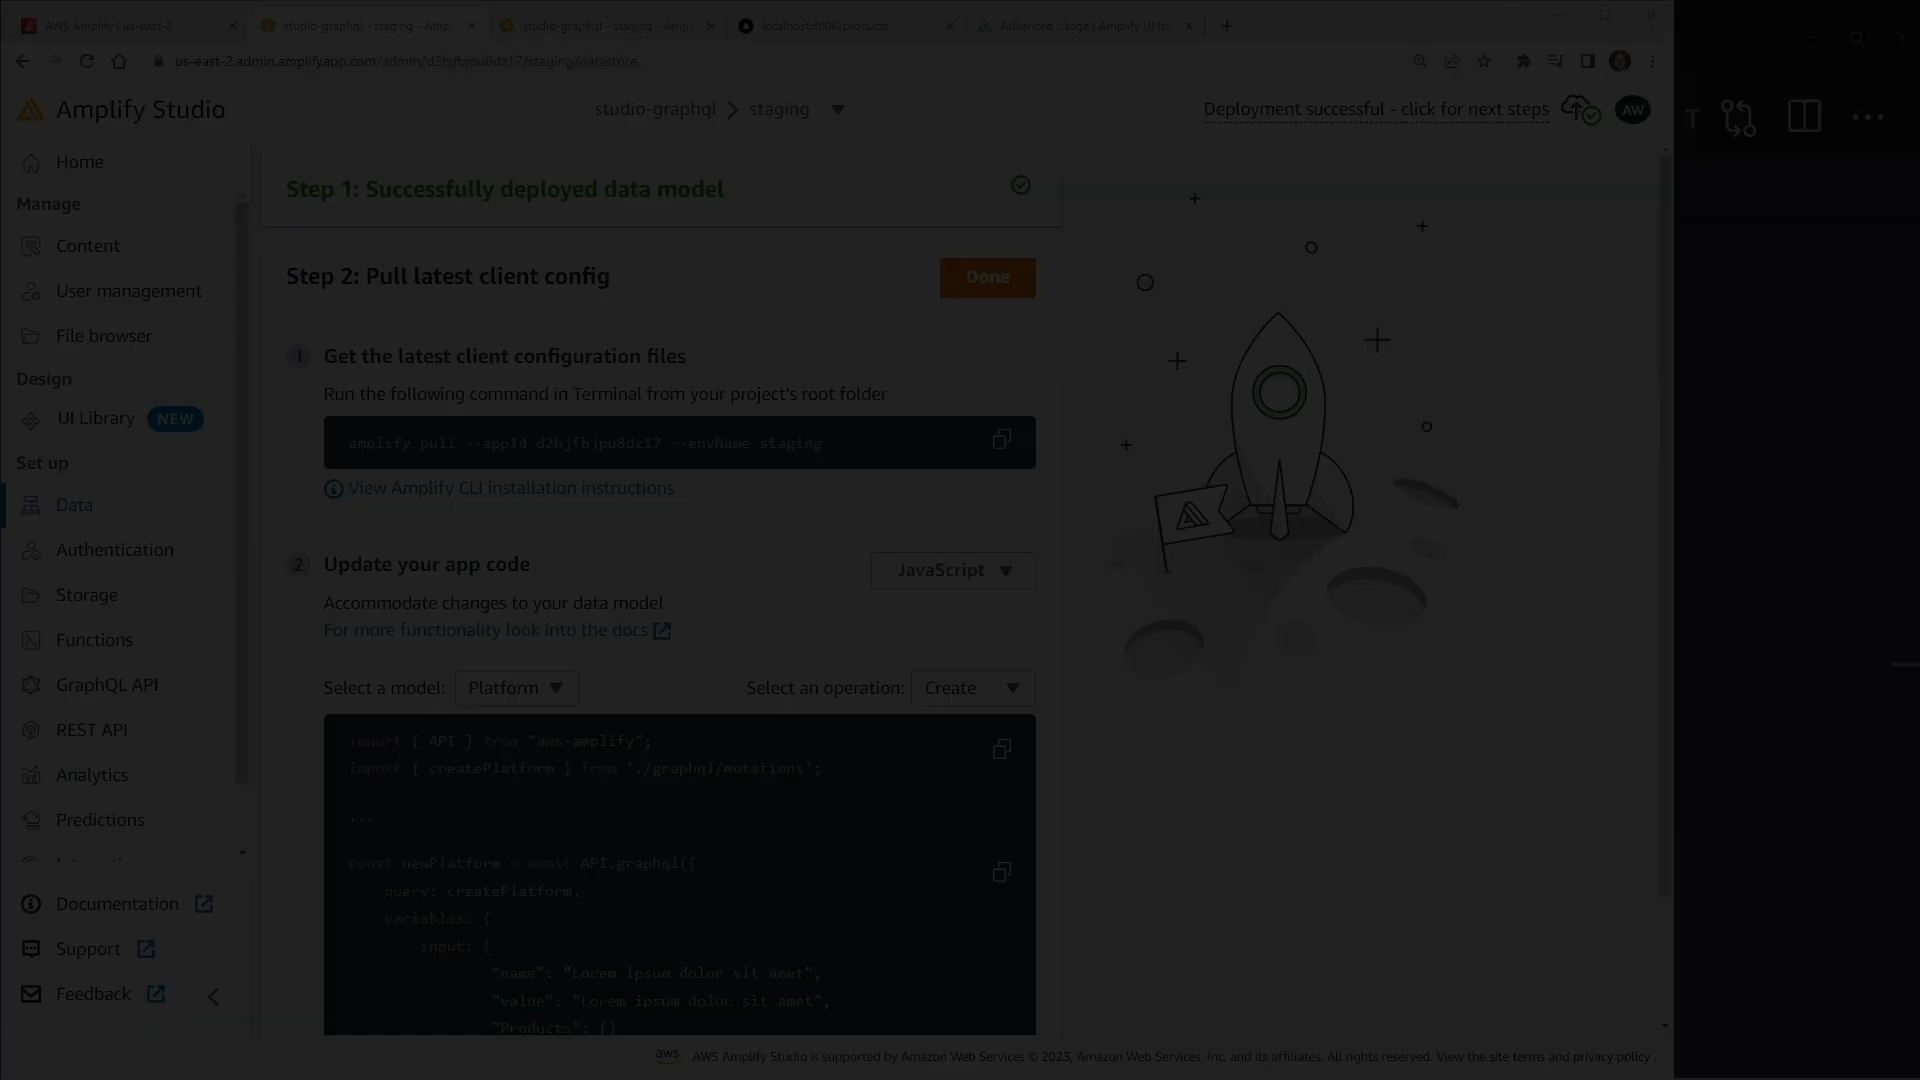 AWS Amplify | us-east-2
studio-graphql - staging - Ampl
studio-graphql - staging - Ampl
localhost:3000/products
Advanced Usage | Amplify UI for
us-east-2.admin.amplifyapp.com/admin/d2hjfbjpu8dz17/staging/datastore
Amplify Studio
studio-graphql
staging
Deployment successful - click for next steps
AW
T
Home
Manage
Content
User management
File browser
Design
UI Library NEW
Set up
Data
Authentication
Storage
Functions
GraphQL API
REST API
Analytics
Predictions
Documentation
Support
Feedback
Step 1: Successfully deployed data model
Step 2: Pull latest client config
Done
1 Get the latest client configuration files
Run the following command in Terminal from your project's root folder
amplify pull --appId d2hjfbjpu8dz17 --envName staging
View Amplify CLI installation instructions
2 Update your app code
JavaScript
Accommodate changes to your data model
For more functionality look into the docs
Select a model: Platform
Select an operation: Create
import { API } from "aws-amplify";
import { createPlatform } from './graphql/mutations';
...
const newPlatform = await API.graphql({
query: createPlatform,
variables: {
input: {
"name": "Lorem ipsum dolor sit amet",
"value": "Lorem ipsum dolor sit amet",
"Products": []
aws AWS Amplify Studio is supported by Amazon Web Services © 2023, Amazon Web Services, Inc. and its affiliates. All rights reserved. View the site terms and privacy policy .